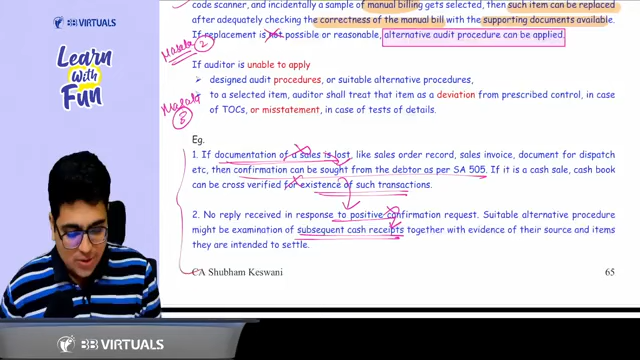 BB VIRTUALS
Learn
With
Fun
code scanner, and incidentally a sample of manual billing gets selected, then such item can be replaced
after adequately checking the correctness of the manual bill with the supporting documents available.
If replacement is not possible or reasonable, alternative audit procedure can be applied.
Masala 2
If auditor is unable to apply
➢ designed audit procedures, or suitable alternative procedures,
➢ to a selected item, auditor shall treat that item as a deviation from prescribed control, in case
of TOCs, or misstatement, in case of tests of details.
Masala 3
Eg.
1. If documentation of a sales is lost, like sales order record, sales invoice, document for dispatch
etc, then confirmation can be sought from the debtor as per SA 505. If it is a cash sale, cash
book can be cross verified for existence of such transactions.
2. No reply received in response to positive confirmation request. Suitable alternative procedure
might be examination of subsequent cash receipts together with evidence of their source and items
they are intended to settle.
CA Shubham Keswani 65
BB VIRTUALS